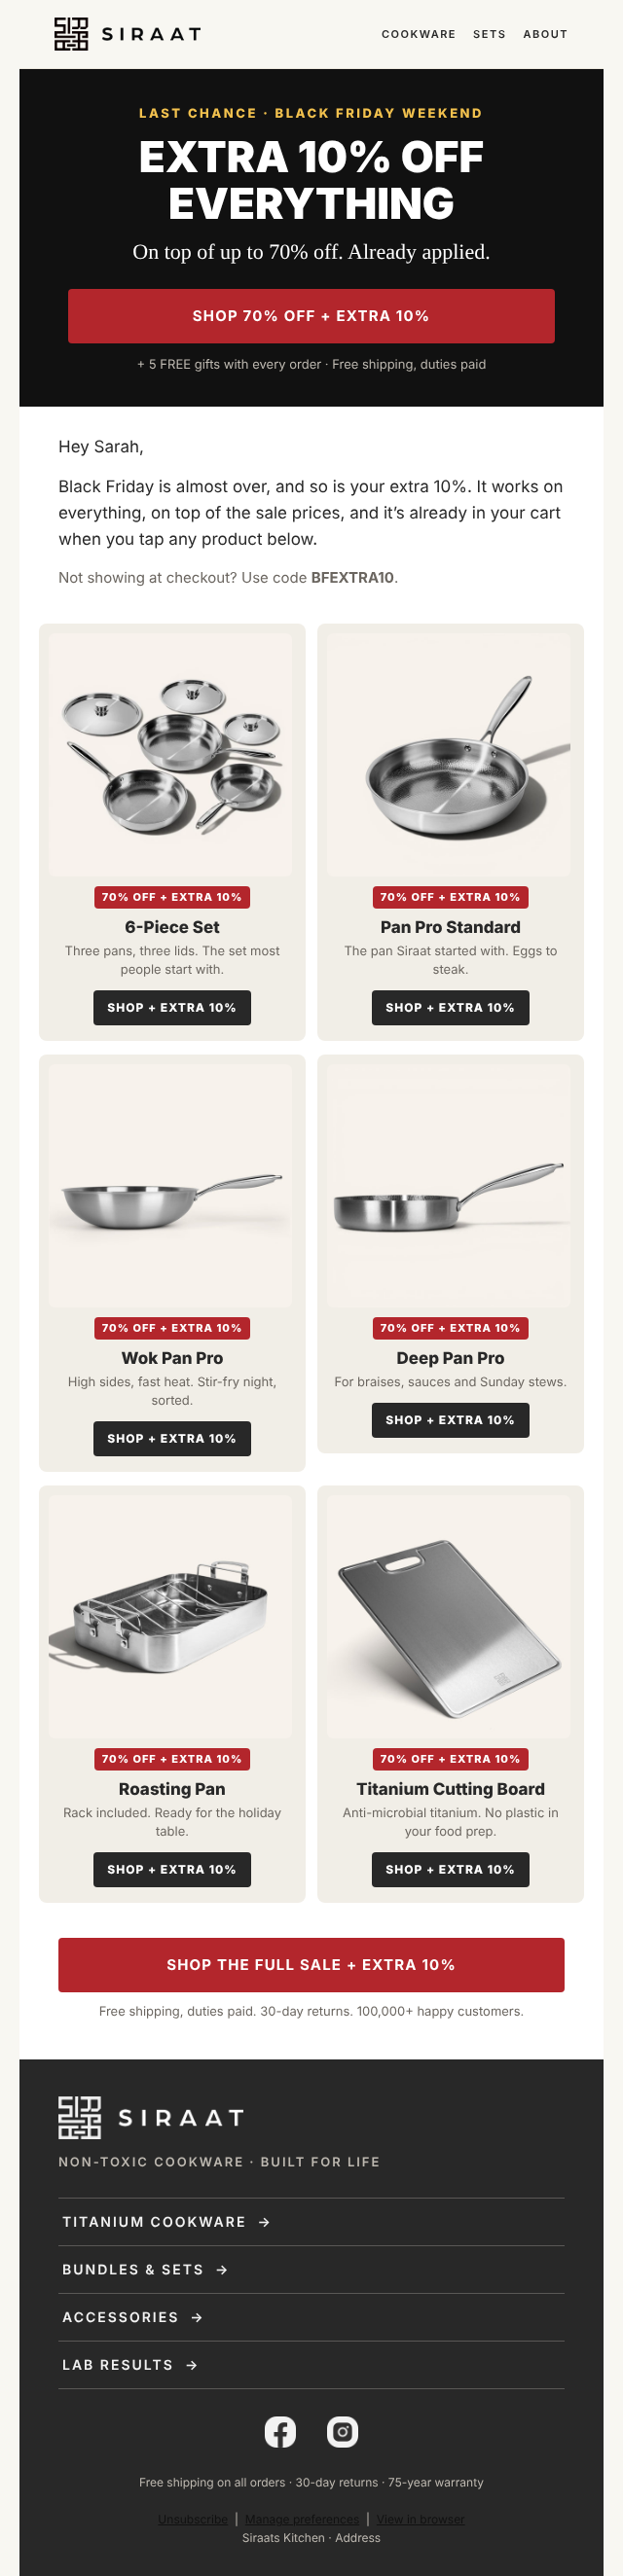 SIRAAT
COOKWARE SETS ABOUT
LAST CHANCE · BLACK FRIDAY WEEKEND
EXTRA 10% OFF
EVERYTHING
On top of up to 70% off. Already applied.
SHOP 70% OFF + EXTRA 10%
+ 5 FREE gifts with every order · Free shipping, duties paid
Hey Sarah,
Black Friday is almost over, and so is your extra 10%. It works on
everything, on top of the sale prices, and it’s already in your cart
when you tap any product below.
Not showing at checkout? Use code BFEXTRA10.
70% OFF + EXTRA 10%
6-Piece Set
Three pans, three lids. The set most
people start with.
SHOP + EXTRA 10%
70% OFF + EXTRA 10%
Pan Pro Standard
The pan Siraat started with. Eggs to
steak.
SHOP + EXTRA 10%
70% OFF + EXTRA 10%
Wok Pan Pro
High sides, fast heat. Stir-fry night,
sorted.
SHOP + EXTRA 10%
70% OFF + EXTRA 10%
Deep Pan Pro
For braises, sauces and Sunday stews.
SHOP + EXTRA 10%
70% OFF + EXTRA 10%
Roasting Pan
Rack included. Ready for the holiday
table.
SHOP + EXTRA 10%
70% OFF + EXTRA 10%
Titanium Cutting Board
Anti-microbial titanium. No plastic in
your food prep.
SHOP + EXTRA 10%
SHOP THE FULL SALE + EXTRA 10%
Free shipping, duties paid. 30-day returns. 100,000+ happy customers.
SIRAAT
NON-TOXIC COOKWARE · BUILT FOR LIFE
TITANIUM COOKWARE →
BUNDLES & SETS →
ACCESSORIES →
LAB RESULTS →
Free shipping on all orders · 30-day returns · 75-year warranty
Unsubscribe | Manage preferences | View in browser
Siraats Kitchen · Address